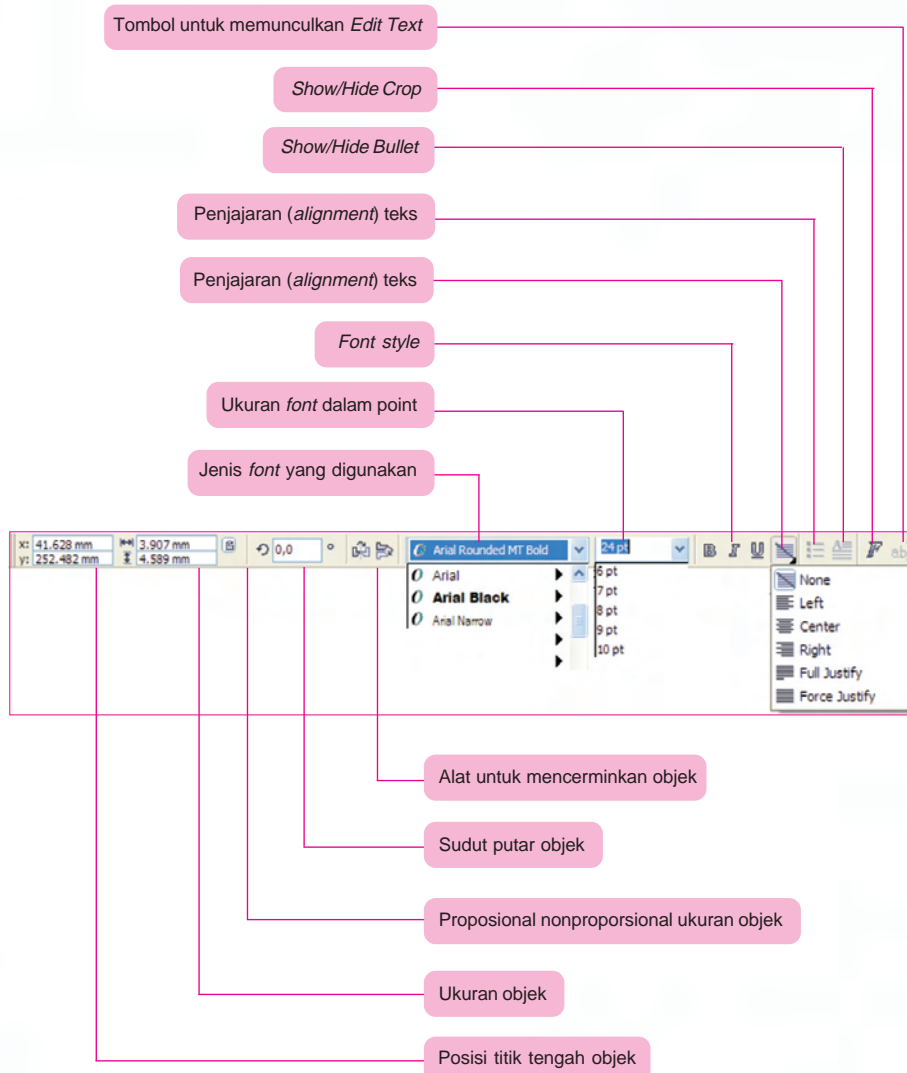 Tombol untuk memunculkan Edit Text
Show/Hide Crop
Show/Hide Bullet
Penjajaran (alignment) teks
Penjajaran (alignment) teks
Font style
Ukuran font dalam point
Jenis font yang digunakan
x: 41.628 mm 3.907 mm 0,0 ° Arial Rounded MT Bold 24 pt B I U F ab
y: 252.482 mm 4.589 mm
O Arial 6 pt
O Arial Black 7 pt
O Arial Narrow 8 pt
9 pt
10 pt
None
Left
Center
Right
Full Justify
Force Justify
Alat untuk mencerminkan objek
Sudut putar objek
Proposional nonproporsional ukuran objek
Ukuran objek
Posisi titik tengah objek